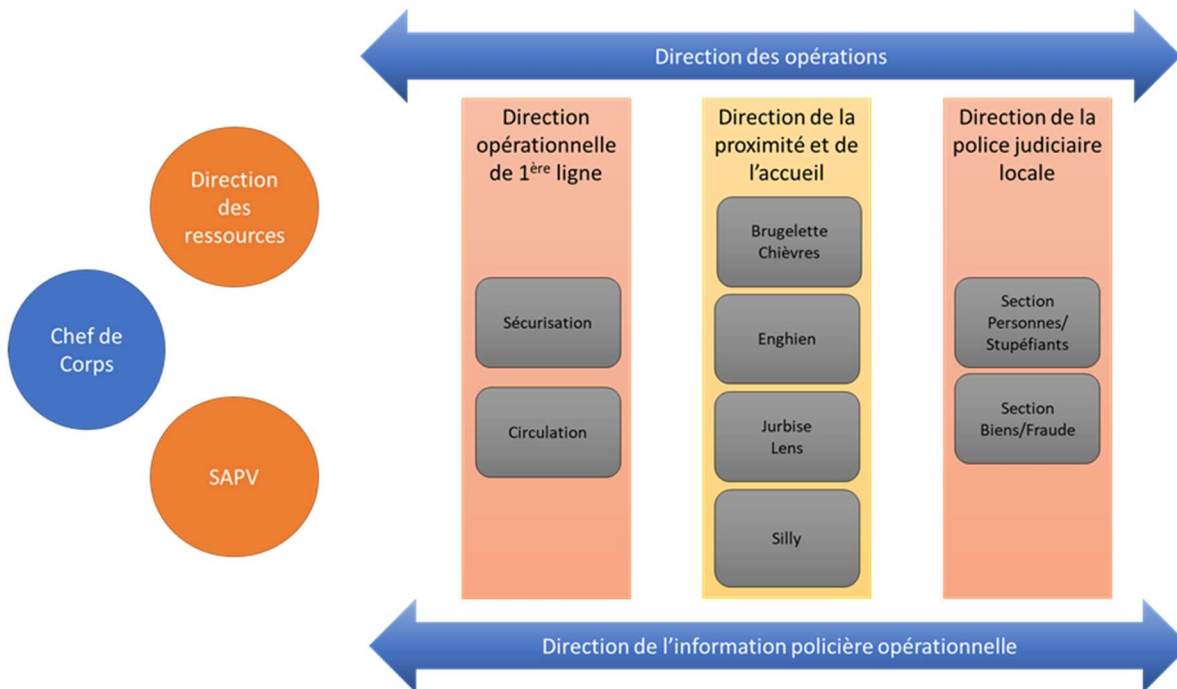 Direction des opérations
Direction
des
ressources
Chef de
Corps
SAPV
Direction
opérationnelle
de 1ère ligne
Sécurisation
Circulation
Direction de la
proximité et de
l’accueil
Brugelette
Chièvres
Enghien
Jurbise
Lens
Silly
Direction de la
police judiciaire
locale
Section
Personnes/
Stupéfiants
Section
Biens/Fraude
Direction de l’information policière opérationnelle